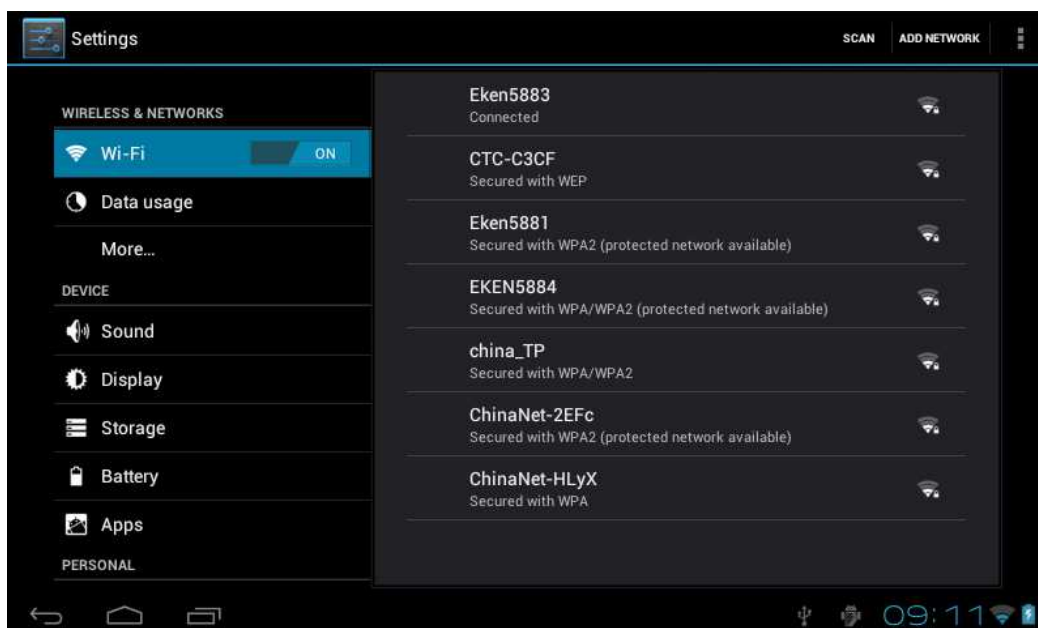 Settings
SCAN
ADD NETWORK
WIRELESS & NETWORKS
Wi-Fi
ON
Data usage
More...
DEVICE
Sound
Display
Storage
Battery
Apps
PERSONAL
Eken5883
Connected
CTC-C3CF
Secured with WEP
Eken5881
Secured with WPA2 (protected network available)
EKEN5884
Secured with WPA/WPA2 (protected network available)
china_TP
Secured with WPA/WPA2
ChinaNet-2EFc
Secured with WPA2 (protected network available)
ChinaNet-HLyX
Secured with WPA
09:11